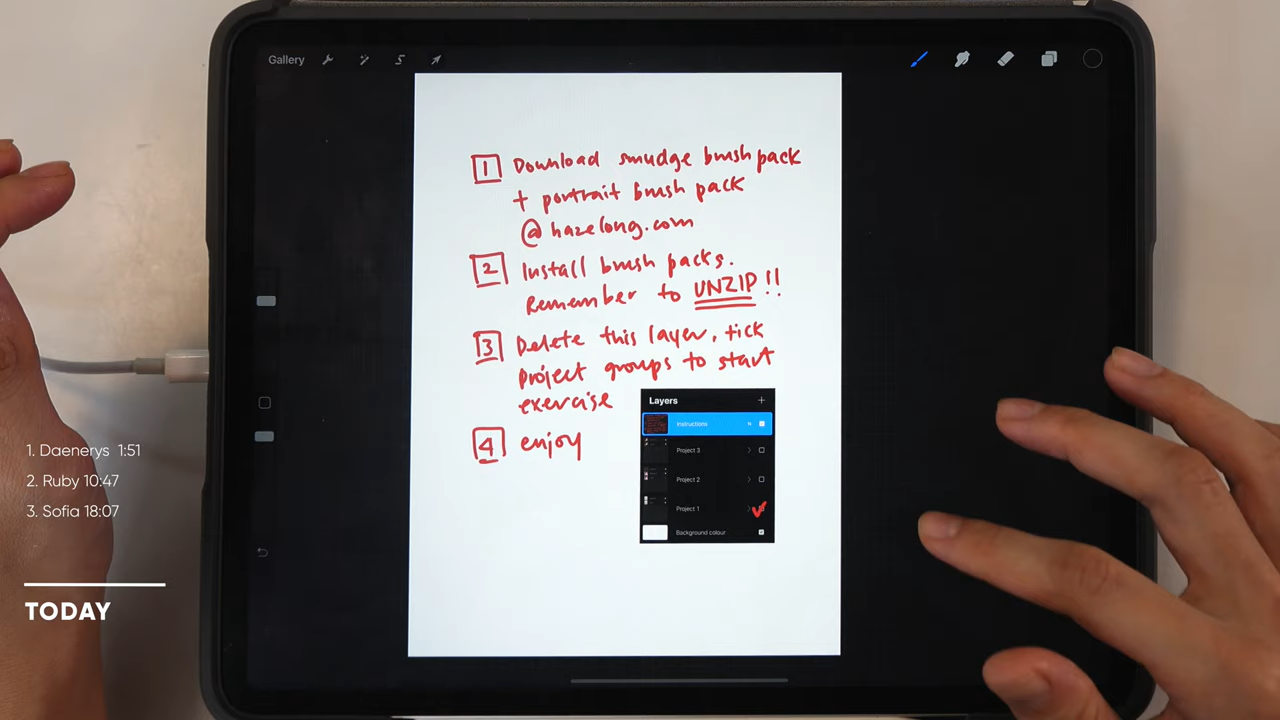 Gallery
1 Download smudge brush pack
+ portrait brush pack
@ hazelong.com
2 Install brush packs.
Remember to UNZIP!!
3 Delete this layer, tick
project groups to start
exercise
4 enjoy
Layers +
Instructions N
Project 3
Project 2
Project 1
Background colour
1. Daenerys 1:51
2. Ruby 10:47
3. Sofia 18:07
TODAY